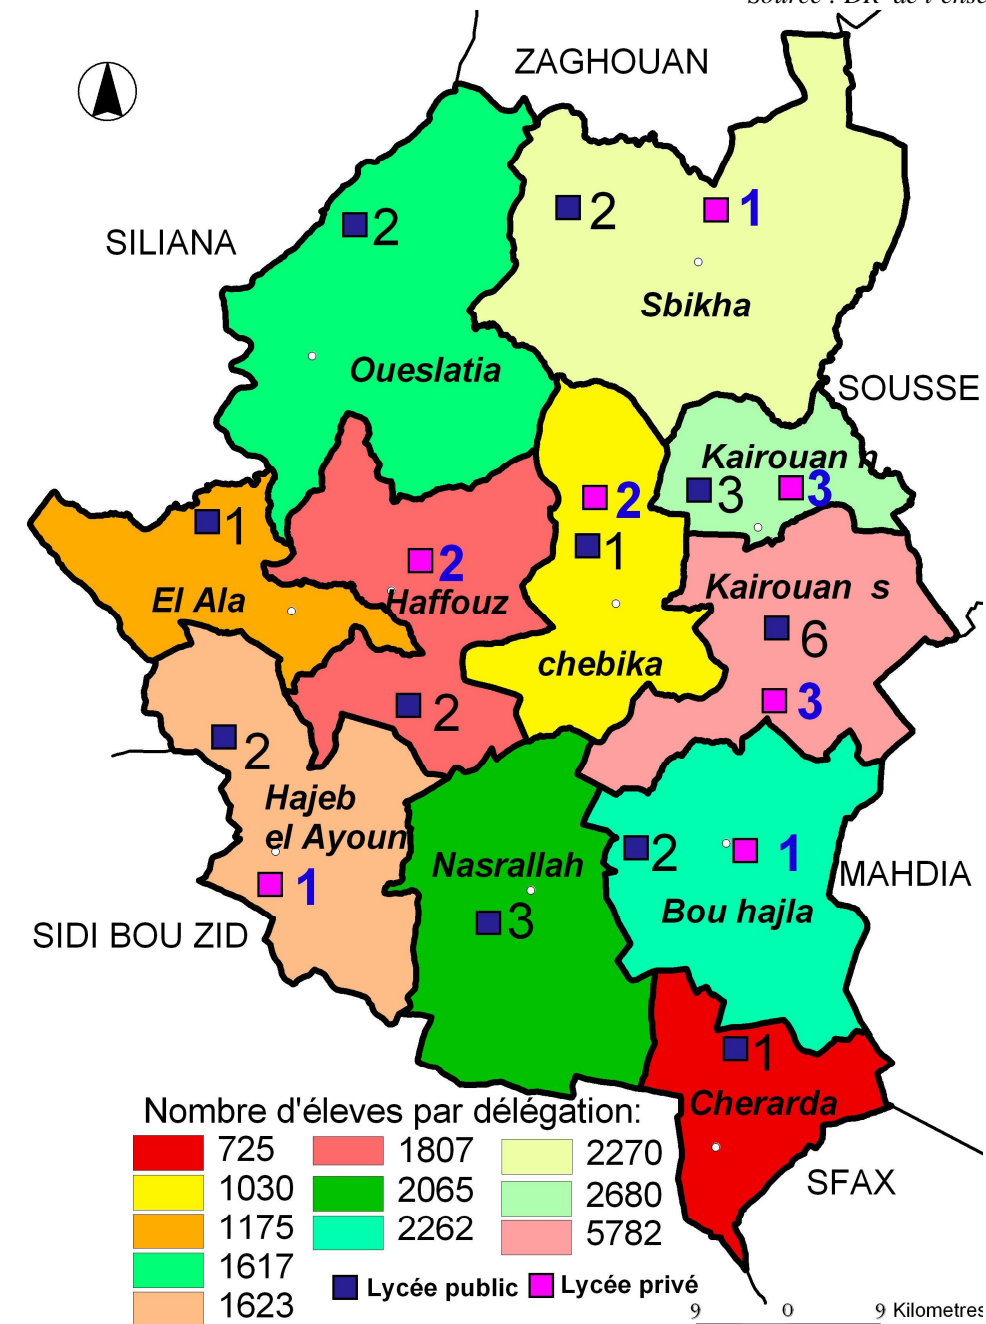 ZAGHOUAN
SILIANA
2
2
1
Sbikha
Oueslatia
SOUSSE
Kairouan n
3
3
2
1
1
2
El Ala
Haffouz
Kairouan s
6
3
chebika
2
2
Hajeb
el Ayoun
1
Nasrallah
3
2
1
Bou hajla
MAHDIA
SIDI BOU ZID
1
Cherarda
SFAX
Nombre d'éleves par délégation:
725
1030
1175
1617
1623
1807
2065
2262
2270
2680
5782
Lycée public
Lycée privé
9 0 9 Kilometres